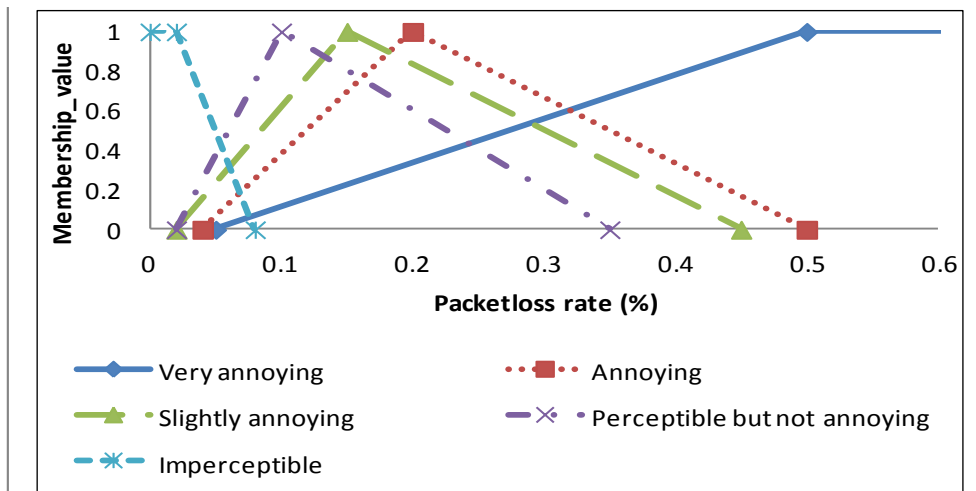 Membership_value
1
0.8
0.6
0.4
0.2
0
0 0.1 0.2 0.3 0.4 0.5 0.6
Packetloss rate (%)
Very annoying
Annoying
Slightly annoying
Perceptible but not annoying
Imperceptible